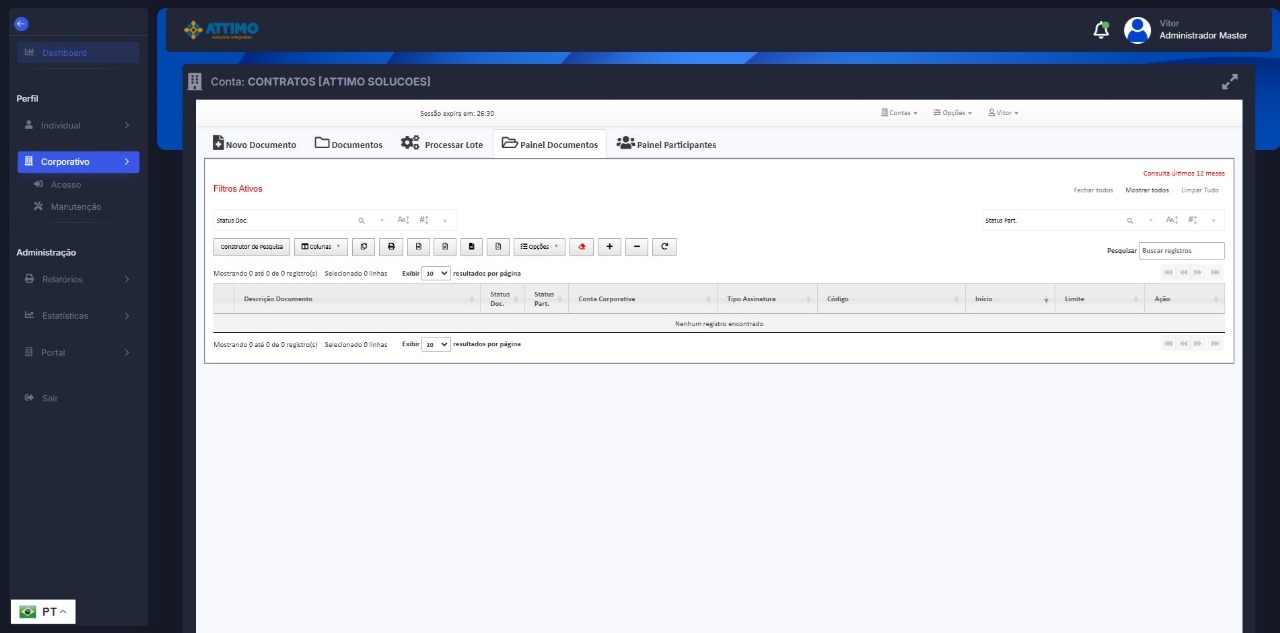 Dashboard
Perfil
Individual
Corporativo
Acesso
Manutenção
Administração
Relatórios
Estatísticas
Portal
Sair
PT
ATTIMO
soluções integradas
Vitor
Administrador Master
Conta: CONTRATOS [ATTIMO SOLUCOES]
Sessão expira em: 26:30
Contas
Opções
Vitor
Novo Documento
Documentos
Processar Lote
Painel Documentos
Painel Participantes
Consulta últimos 12 meses
Filtros Ativos
Fechar todos
Mostrar todos
Limpar Tudo
Status Doc.
Status Part.
Construtor de Pesquisa
Colunas
Opções
Pesquisar
Buscar registros
Mostrando 0 até 0 de 0 registro(s) Selecionado 0 linhas Exibir 10 resultados por página
Descrição Documento
Status Doc.
Status Part.
Conta Corporativa
Tipo Assinatura
Código
Início
Limite
Ação
Nenhum registro encontrado
Mostrando 0 até 0 de 0 registro(s) Selecionado 0 linhas Exibir 10 resultados por página